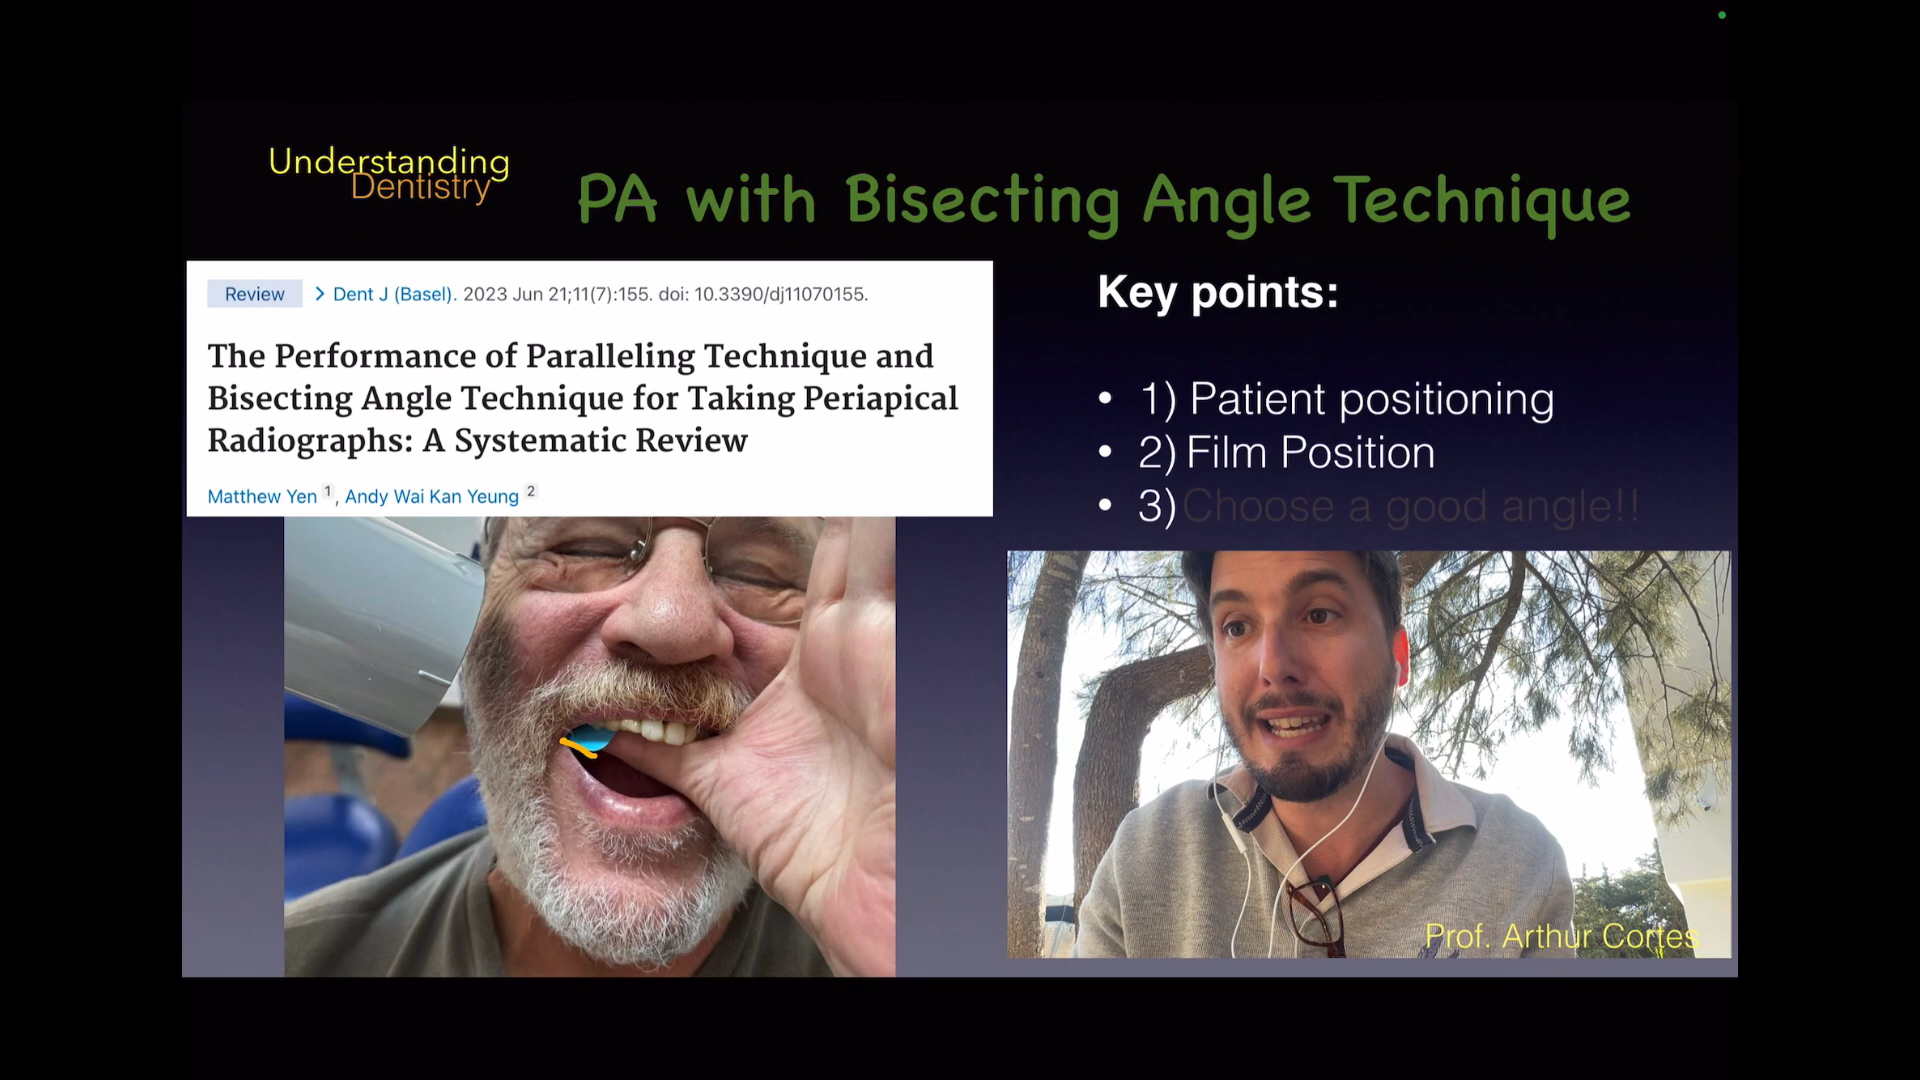 Understanding
Dentistry
PA with Bisecting Angle Technique
Review > Dent J (Basel). 2023 Jun 21;11(7):155. doi: 10.3390/dj11070155.
The Performance of Paralleling Technique and
Bisecting Angle Technique for Taking Periapical
Radiographs: A Systematic Review
Matthew Yen 1, Andy Wai Kan Yeung 2
Key points:
• 1) Patient positioning
• 2) Film Position
• 3) Choose a good angle!!
Prof. Arthur Cortes